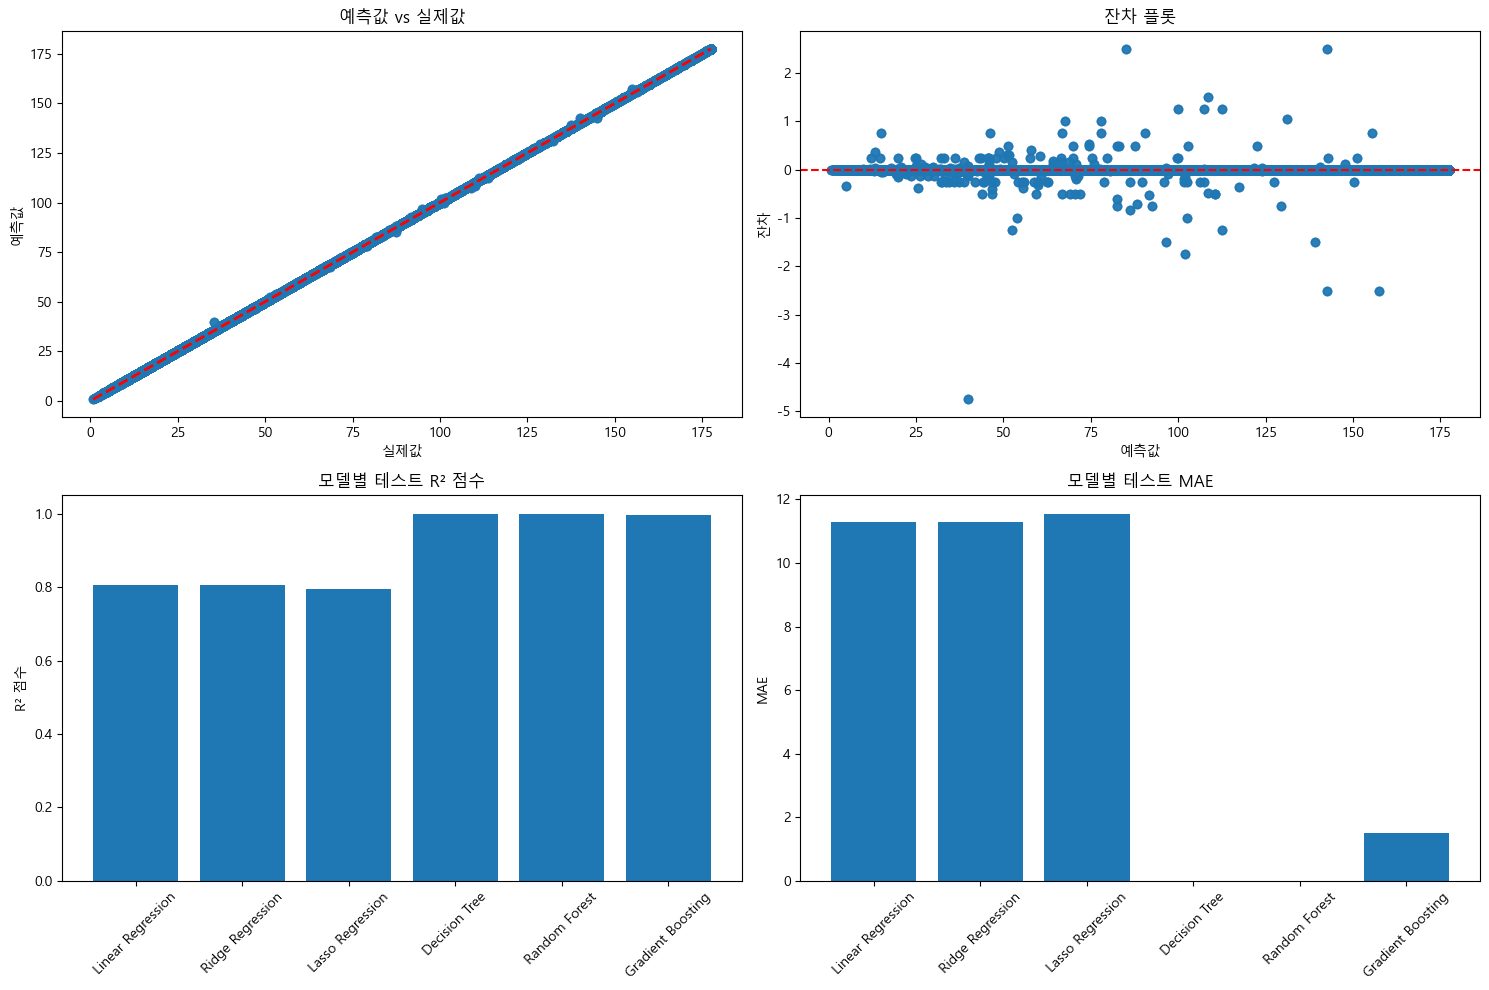 예측값 vs 실제값
예측값
175
150
125
100
75
50
25
0
0 25 50 75 100 125 150 175
실제값
잔차 플롯
잔차
2
1
0
-1
-2
-3
-4
-5
0 25 50 75 100 125 150 175
예측값
모델별 테스트 R² 점수
R² 점수
1.0
0.8
0.6
0.4
0.2
0.0
Linear Regression
Ridge Regression
Lasso Regression
Decision Tree
Random Forest
Gradient Boosting
모델별 테스트 MAE
MAE
12
10
8
6
4
2
0
Linear Regression
Ridge Regression
Lasso Regression
Decision Tree
Random Forest
Gradient Boosting